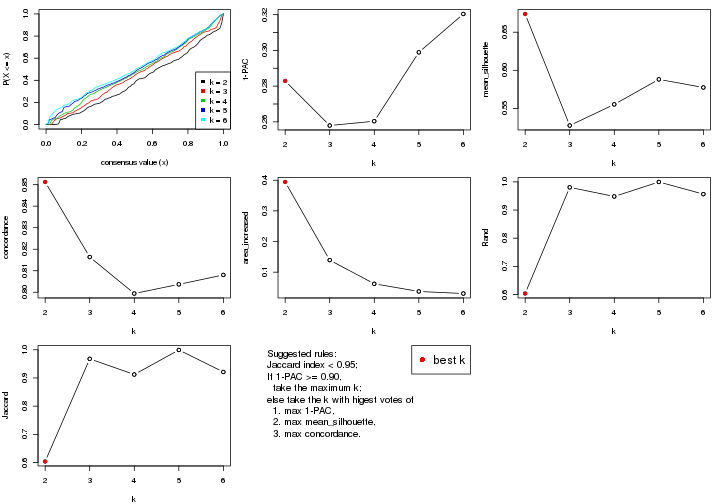 P(X <= x)
0.0 0.2 0.4 0.6 0.8 1.0
0.0 0.2 0.4 0.6 0.8 1.0
consensus value (x)
k = 2
k = 3
k = 4
k = 5
k = 6
1-PAC
0.26 0.28 0.30 0.32
2 3 4 5 6
k
mean_silhouette
0.55 0.60 0.65
2 3 4 5 6
k
concordance
0.80 0.81 0.82 0.83 0.84 0.85
2 3 4 5 6
k
area_increased
0.1 0.2 0.3 0.4
2 3 4 5 6
k
Rand
0.6 0.7 0.8 0.9 1.0
2 3 4 5 6
k
Jaccard
0.6 0.7 0.8 0.9 1.0
2 3 4 5 6
k
Suggested rules:
Jaccard index < 0.95;
If 1-PAC >= 0.90,
take the maximum k;
else take the k with higest votes of
1. max 1-PAC,
2. max mean_silhouette,
3. max concordance.
best k